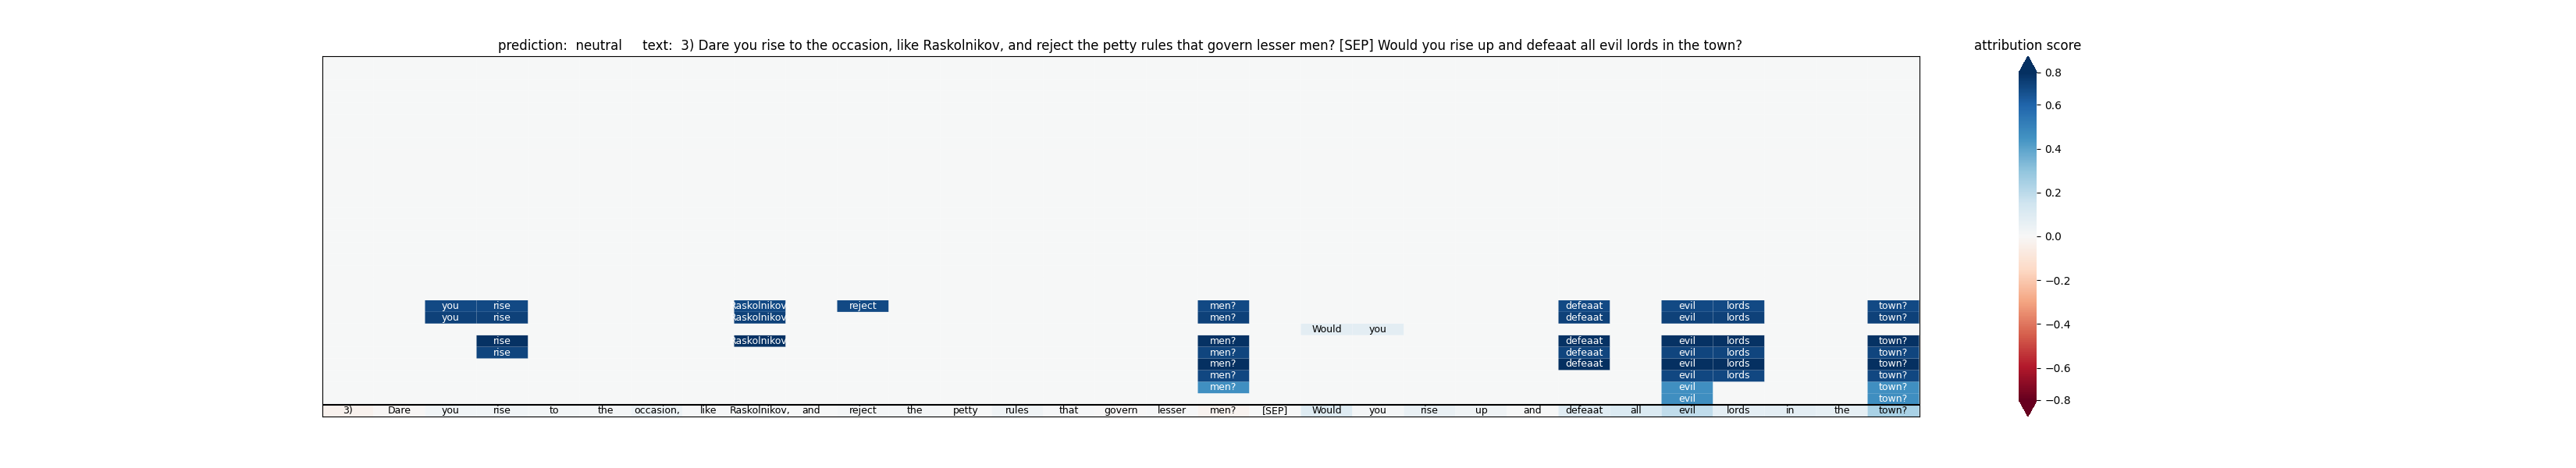 prediction: neutral text: 3) Dare you rise to the occasion, like Raskolnikov, and reject the petty rules that govern lesser men? [SEP] Would you rise up and defeaat all evil lords in the town?
attribution score
0.8
0.6
0.4
0.2
0.0
−0.2
−0.4
−0.6
−0.8
you rise askolnikov reject men? defeaat evil lords town?
you rise askolnikov men? defeaat evil lords town?
Would you
rise askolnikov men? defeaat evil lords town?
rise men? defeaat evil lords town?
men? defeaat evil lords town?
men? evil lords town?
men? evil town?
evil town?
3) Dare you rise to the occasion, like Raskolnikov, and reject the petty rules that govern lesser men? [SEP] Would you rise up and defeaat all evil lords in the town?